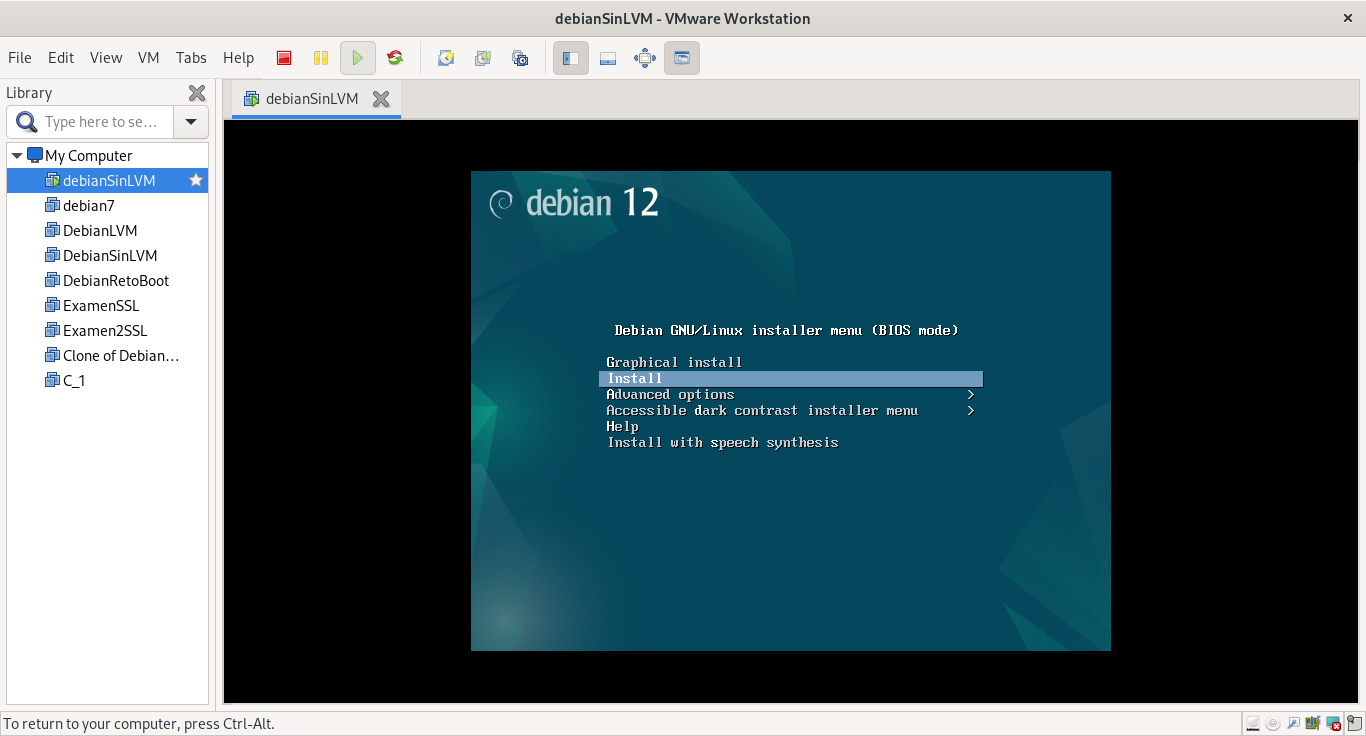 debianSinLVM - VMware Workstation
File Edit View VM Tabs Help
Library
Type here to se...
My Computer
debianSinLVM
debian7
DebianLVM
DebianSinLVM
DebianRetoBoot
ExamenSSL
Examen2SSL
Clone of Debian...
C_1
debianSinLVM
debian 12
Debian GNU/Linux installer menu (BIOS mode)
Graphical install
Install
Advanced options >
Accessible dark contrast installer menu >
Help
Install with speech synthesis
To return to your computer, press Ctrl-Alt.